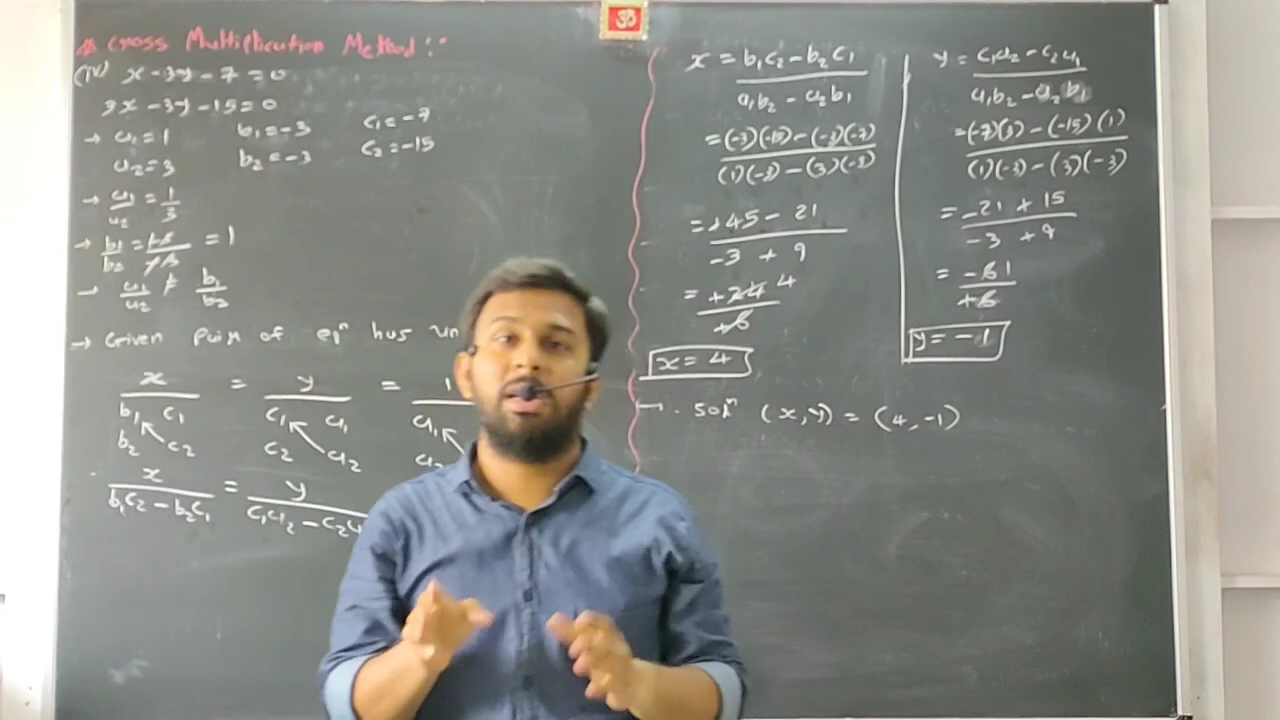 Cross Multiplication Method :-
(iv) x - 3y - 7 = 0
3x - 3y - 15 = 0
→ a₁ = 1 b₁ = -3 c₁ = -7
a₂ = 3 b₂ = -3 c₂ = -15
→ a₁/a₂ = 1/3
→ b₁/b₂ = -3/-3 = 1
→ a₁/a₂ ≠ b₁/b₂
→ Given pair of eqⁿ has un
x = y = 1
b₁ c₁ c₁ a₁ a₁
b₂ c₂ c₂ a₂ a₂
x/(b₁c₂ - b₂c₁) = y/(c₁a₂ - c₂a
38
x = (b₁c₂ - b₂c₁)/(a₁b₂ - a₂b₁)
= ((-3)(-15) - (-3)(-7))/((1)(-3) - (3)(-3))
= +45 - 21
-3 + 9
= +24 4
+6
x = 4
y = (c₁a₂ - c₂a₁)/(a₁b₂ - a₂b₁)
= ((-7)(3) - (-15)(1))/((1)(-3) - (3)(-3))
= -21 + 15
-3 + 9
= -6 1
+6
y = -1
→ . solⁿ (x, y) = (4, -1)